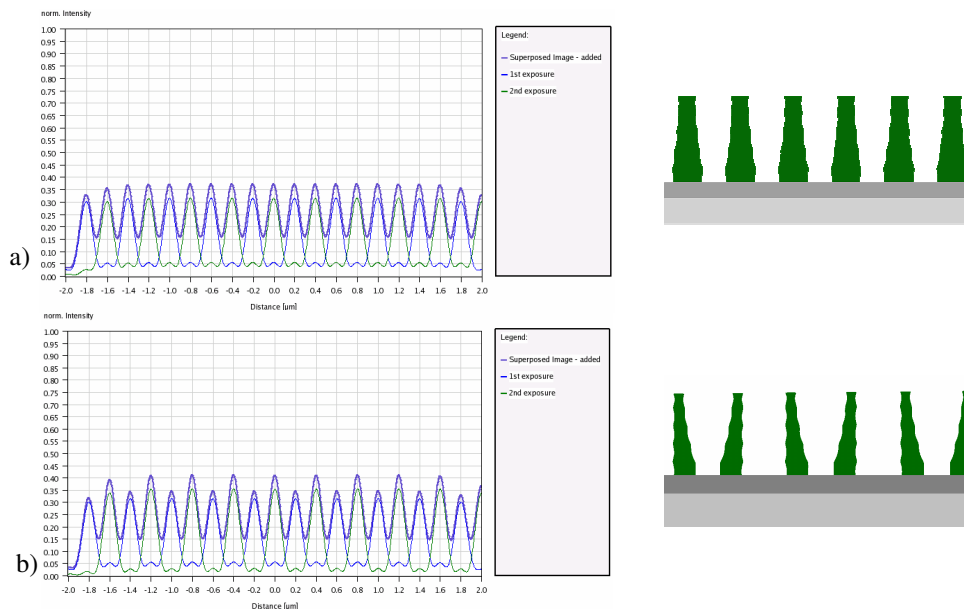 norm. Intensity
1.00
0.95
0.90
0.85
0.80
0.75
0.70
0.65
0.60
0.55
0.50
0.45
0.40
0.35
0.30
0.25
0.20
0.15
0.10
0.05
0.00
-2.0 -1.8 -1.6 -1.4 -1.2 -1.0 -0.8 -0.6 -0.4 -0.2 0.0 0.2 0.4 0.6 0.8 1.0 1.2 1.4 1.6 1.8 2.0
Distance [µm]
Legend:
Superposed Image - added
1st exposure
2nd exposure
a)
norm. Intensity
1.00
0.95
0.90
0.85
0.80
0.75
0.70
0.65
0.60
0.55
0.50
0.45
0.40
0.35
0.30
0.25
0.20
0.15
0.10
0.05
0.00
-2.0 -1.8 -1.6 -1.4 -1.2 -1.0 -0.8 -0.6 -0.4 -0.2 0.0 0.2 0.4 0.6 0.8 1.0 1.2 1.4 1.6 1.8 2.0
Distance [µm]
Legend:
Superposed Image - added
1st exposure
2nd exposure
b)